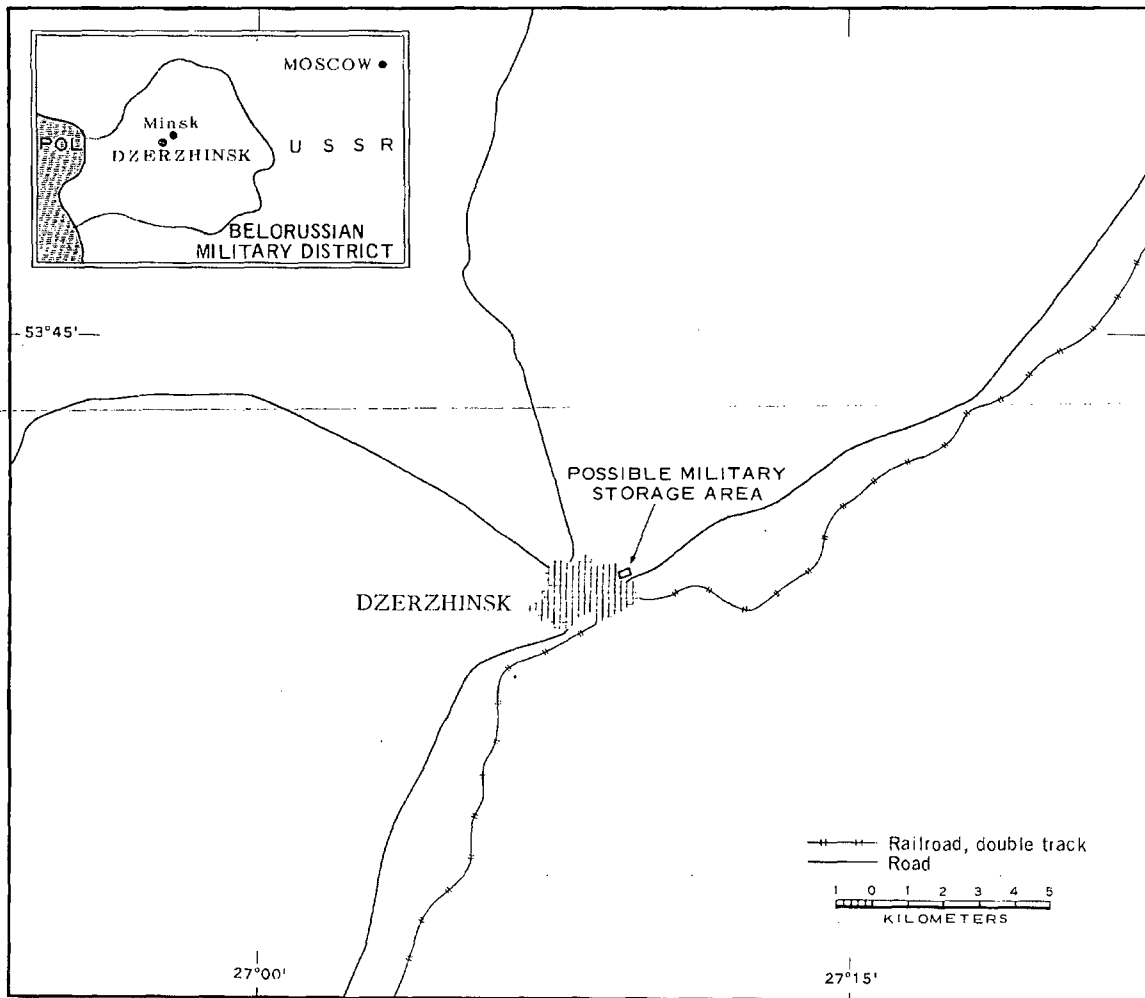 MOSCOW
Minsk
POL
DZERZHINSK
U S S R
BELORUSSIAN
MILITARY DISTRICT
53°45'
POSSIBLE MILITARY
STORAGE AREA
DZERZHINSK
Railroad, double track
Road
1 0 1 2 3 4 5
KILOMETERS
27°00'
27°15'